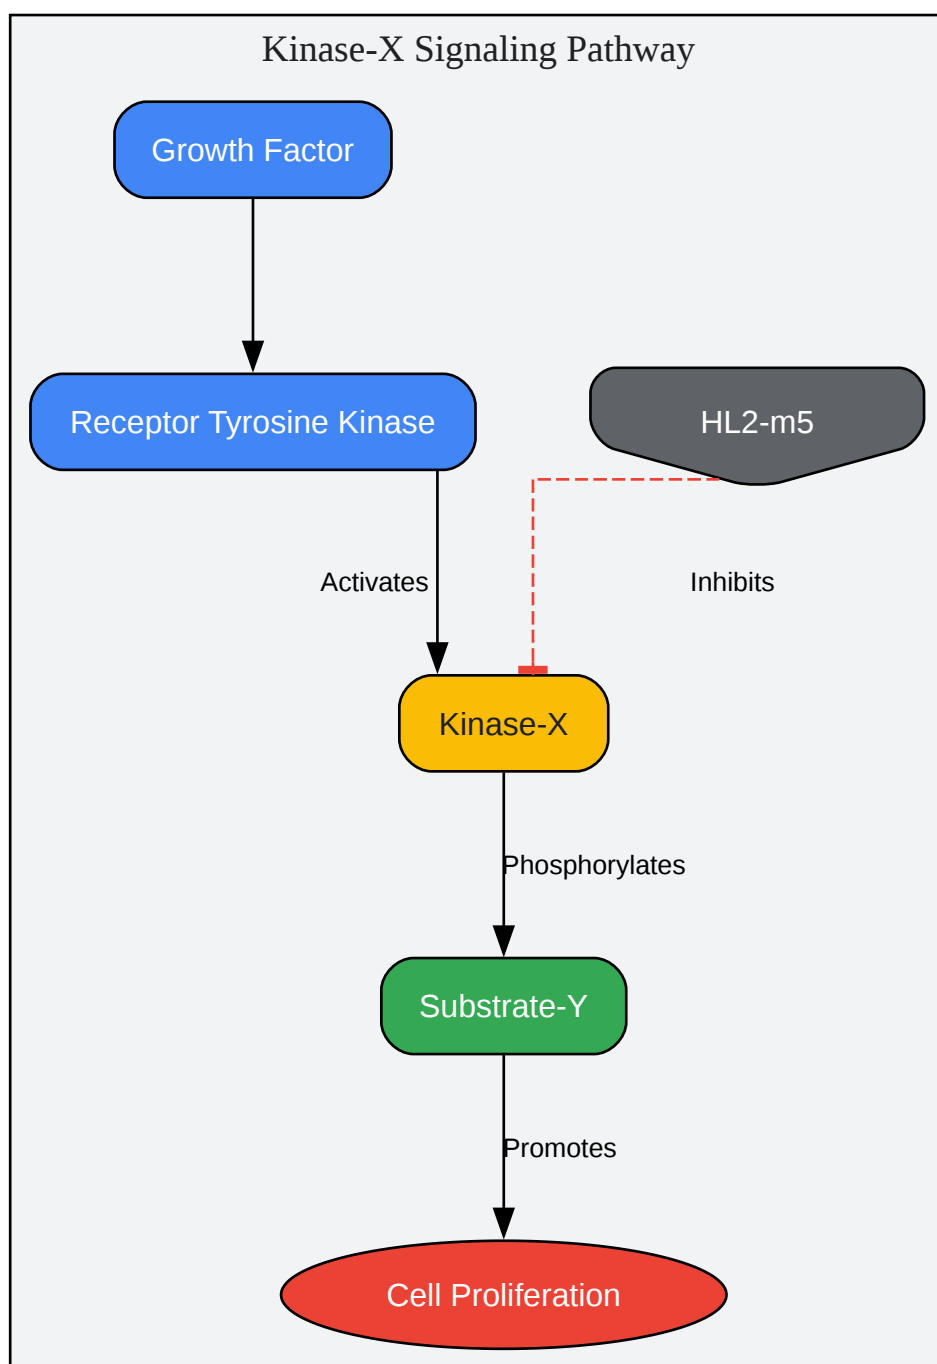 Kinase-X Signaling Pathway
Growth Factor
Receptor Tyrosine Kinase
HL2-m5
Activates
Inhibits
Kinase-X
Phosphorylates
Substrate-Y
Promotes
Cell Proliferation